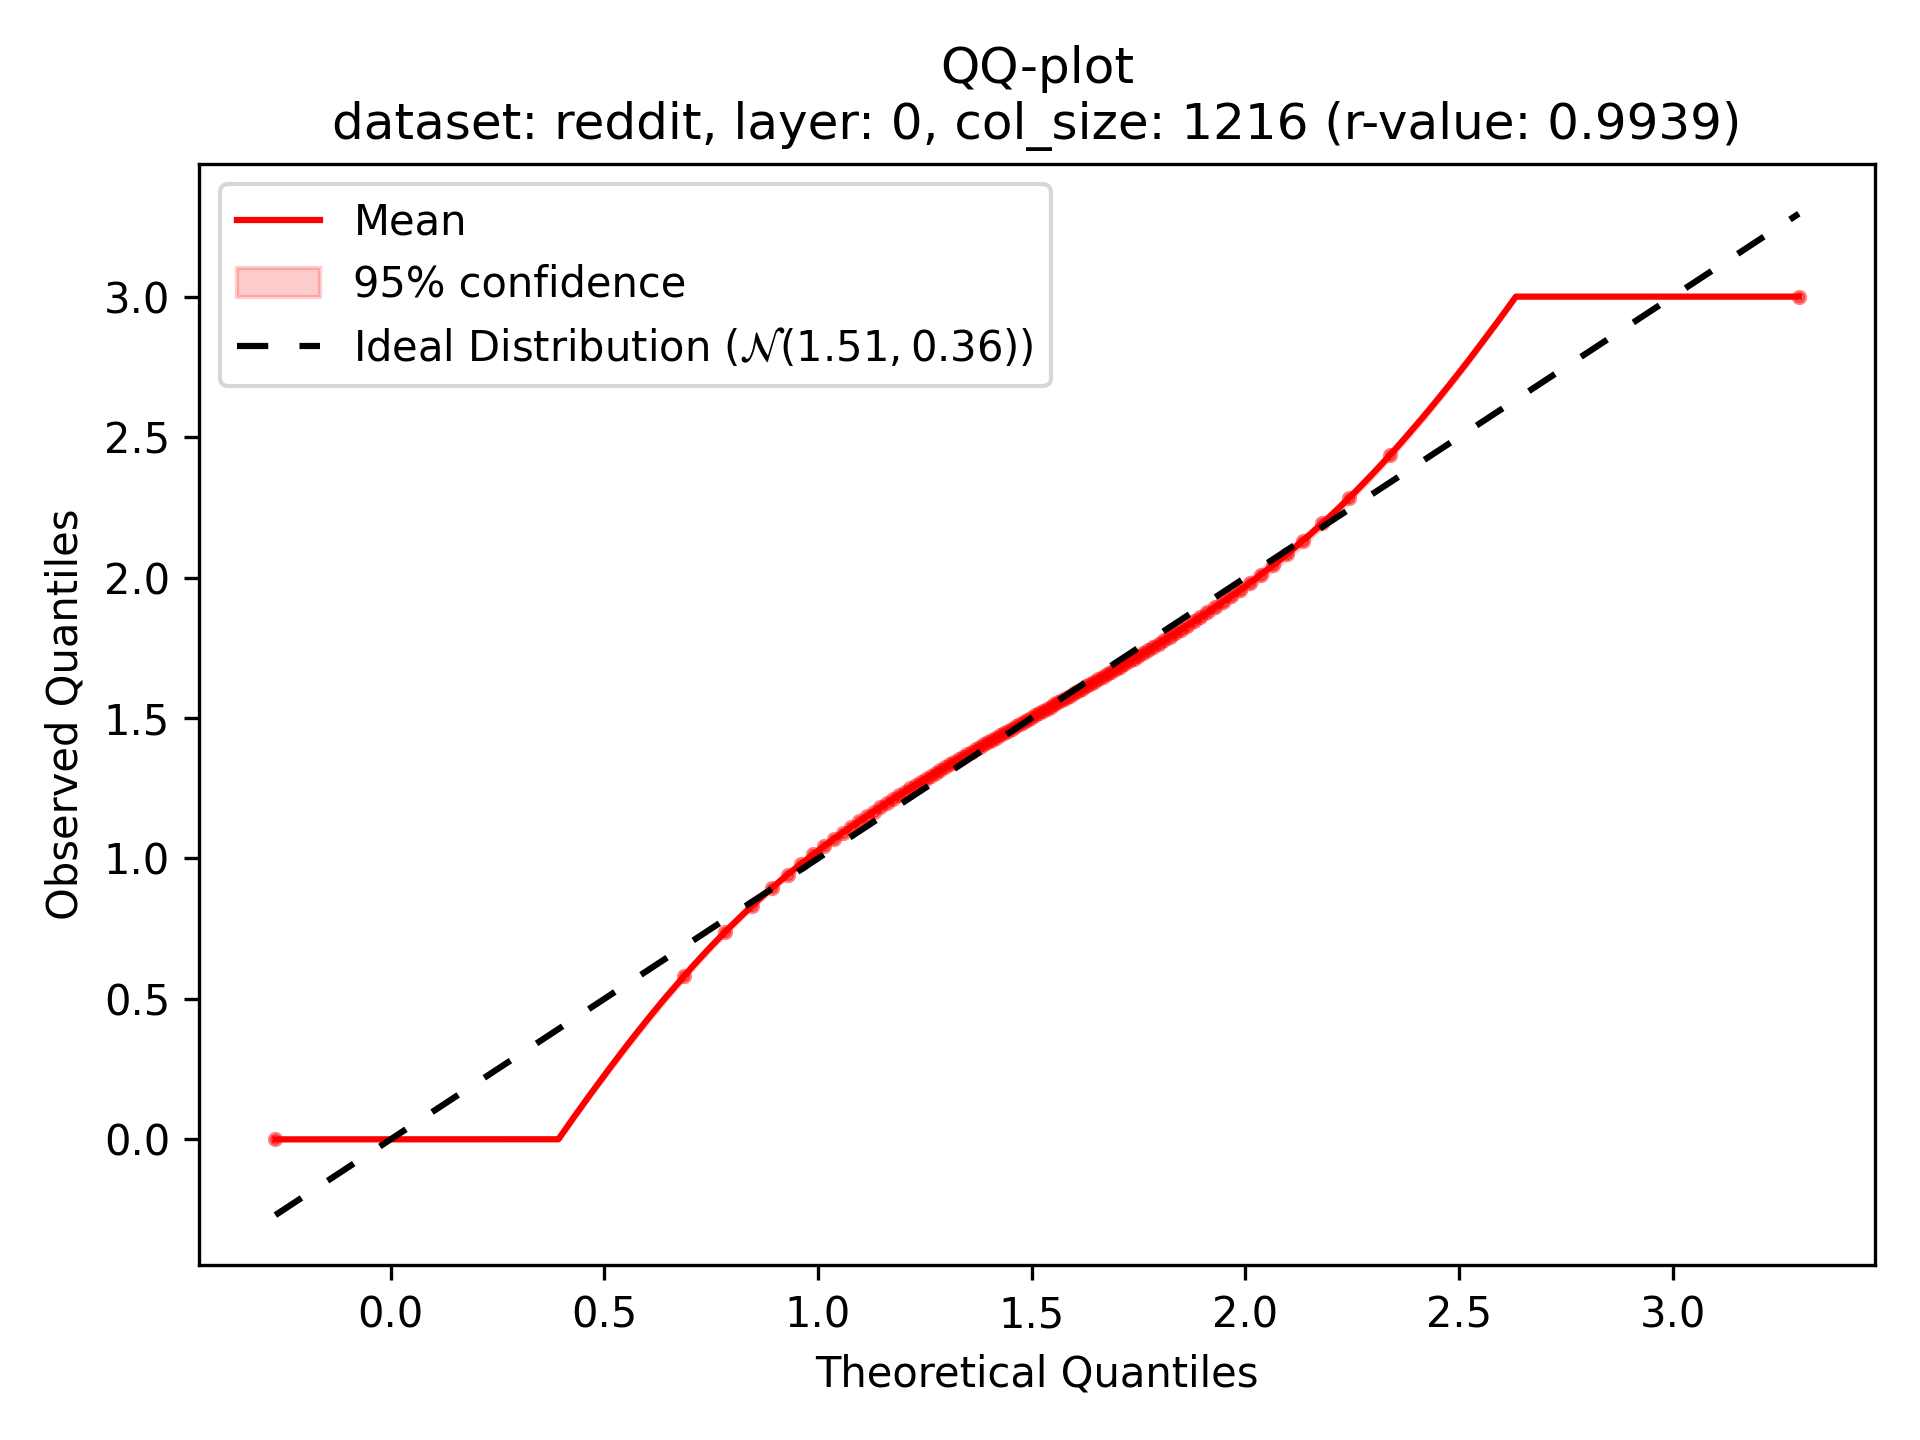 QQ-plot
dataset: reddit, layer: 0, col_size: 1216 (r-value: 0.9939)
Mean
95% confidence
Ideal Distribution (𝒩(1.51, 0.36))
3.0
2.5
2.0
1.5
1.0
0.5
0.0
Observed Quantiles
0.0 0.5 1.0 1.5 2.0 2.5 3.0
Theoretical Quantiles